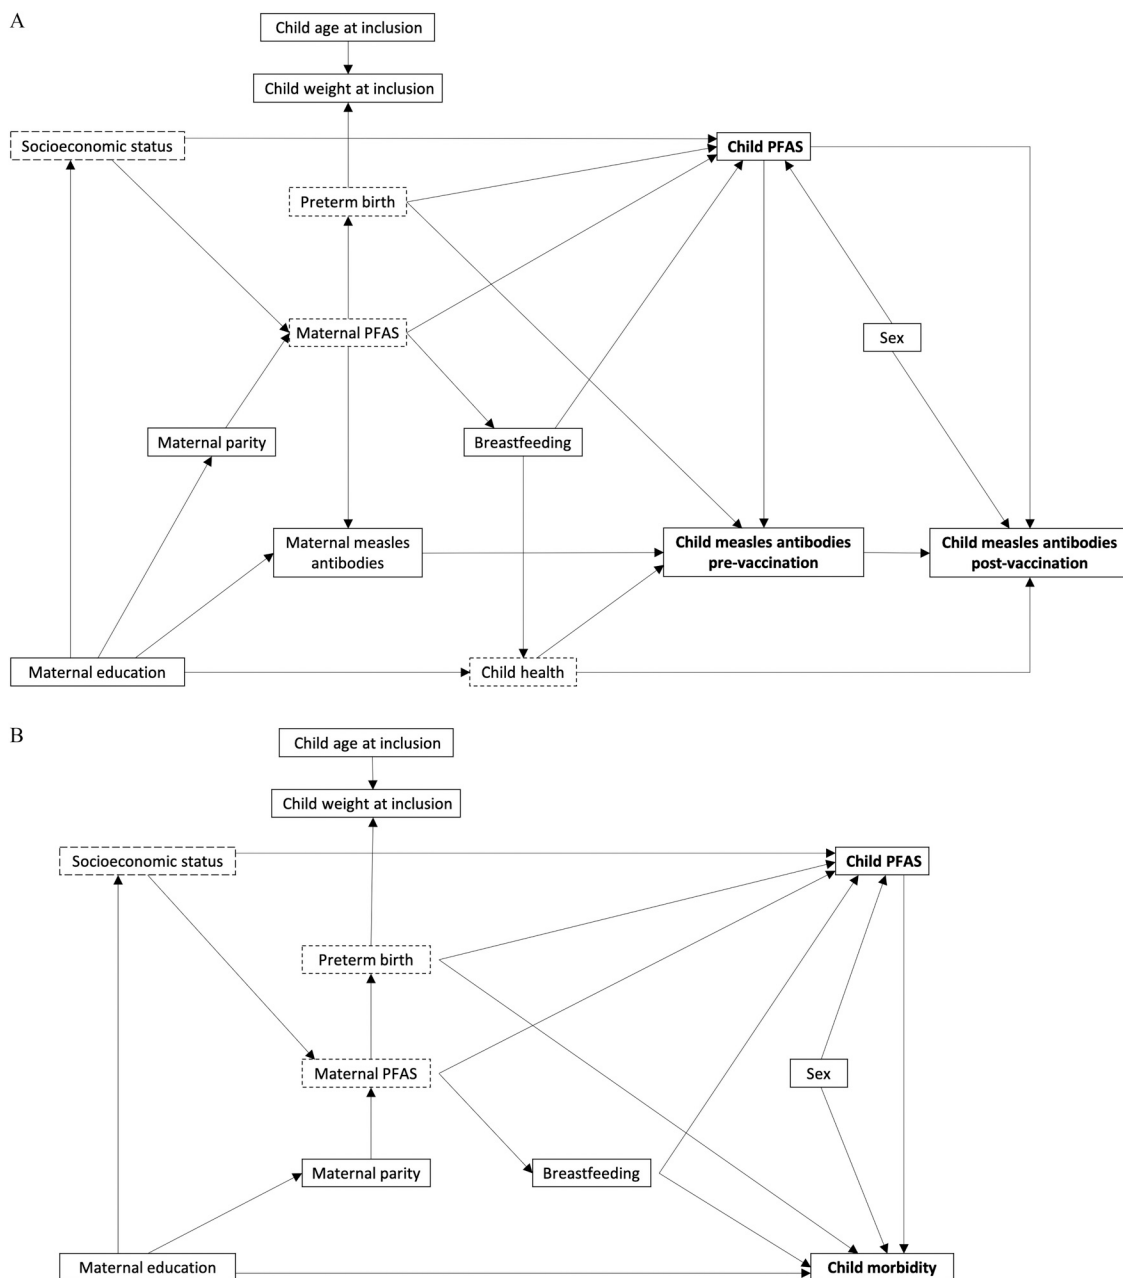 A
Child age at inclusion
Child weight at inclusion
Socioeconomic status
Child PFAS
Preterm birth
Maternal PFAS
Sex
Maternal parity
Breastfeeding
Maternal measles
antibodies
Child measles antibodies
pre-vaccination
Child measles antibodies
post-vaccination
Maternal education
Child health
B
Child age at inclusion
Child weight at inclusion
Socioeconomic status
Child PFAS
Preterm birth
Maternal PFAS
Sex
Maternal parity
Breastfeeding
Maternal education
Child morbidity